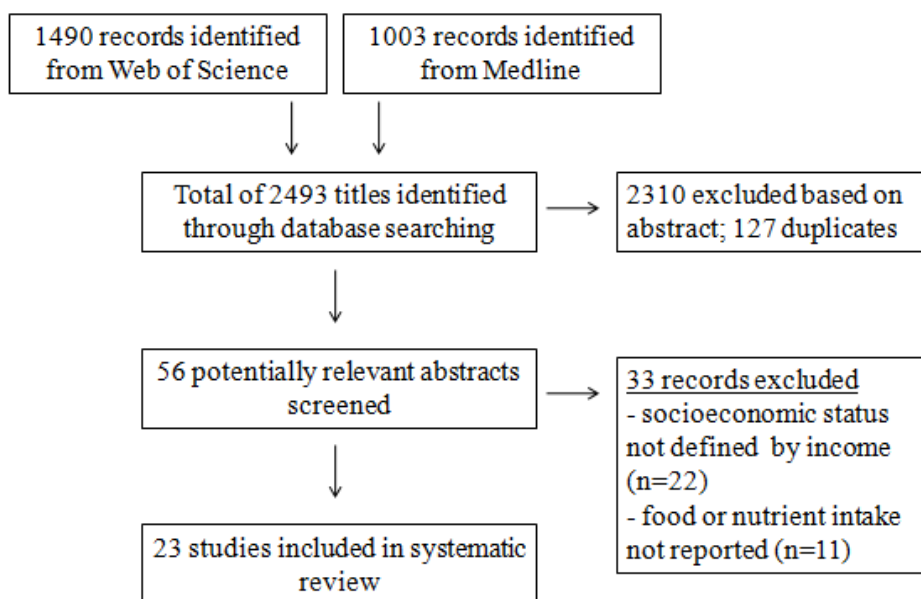 1490 records identified
from Web of Science
1003 records identified
from Medline
Total of 2493 titles identified
through database searching
2310 excluded based on
abstract; 127 duplicates
56 potentially relevant abstracts
screened
33 records excluded
- socioeconomic status
not defined by income
(n=22)
- food or nutrient intake
not reported (n=11)
23 studies included in systematic
review